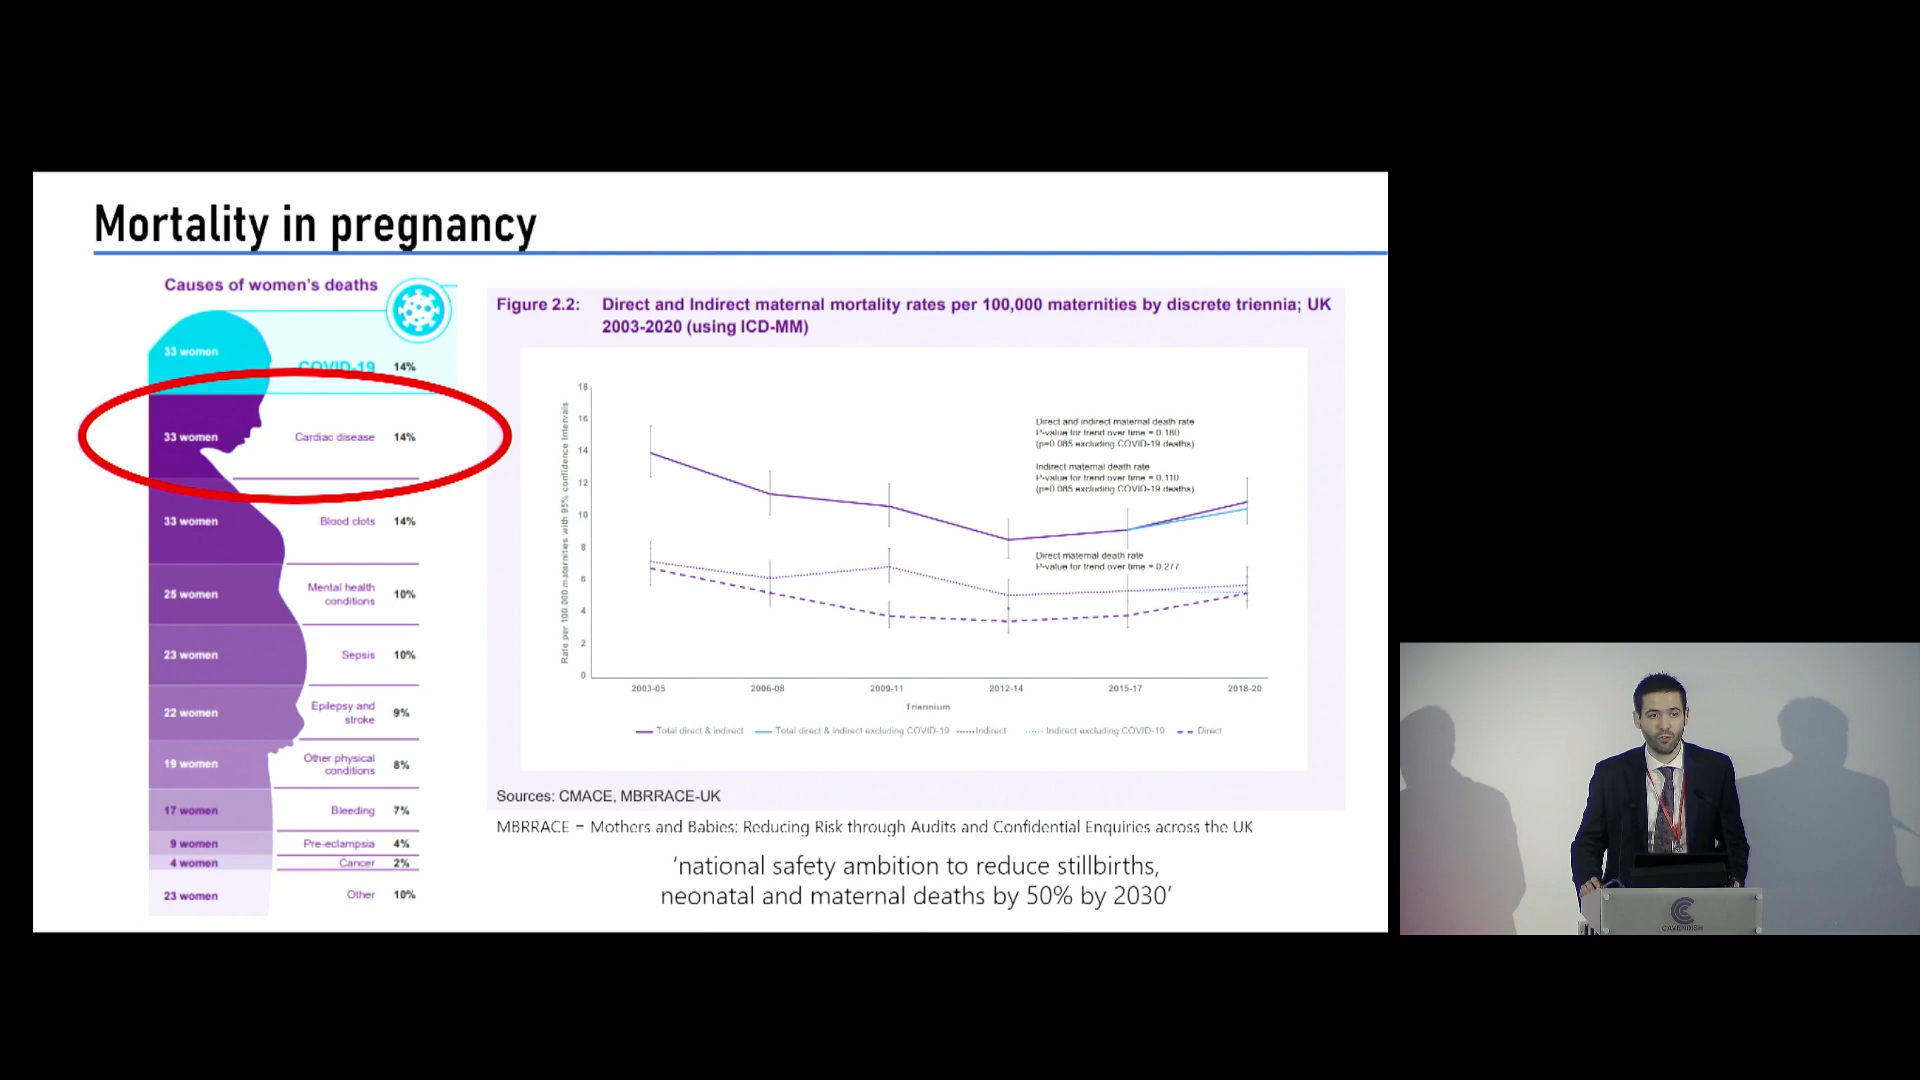 Mortality in pregnancy
Causes of women's deaths
33 women COVID-19 14%
33 women Cardiac disease 14%
33 women Blood clots 14%
25 women Mental health conditions 10%
23 women Sepsis 10%
22 women Epilepsy and stroke 9%
19 women Other physical conditions 8%
17 women Bleeding 7%
9 women Pre-eclampsia 4%
4 women Cancer 2%
23 women Other 10%
Figure 2.2: Direct and Indirect maternal mortality rates per 100,000 maternities by discrete triennia; UK
2003-2020 (using ICD-MM)
Rate per 100,000 maternities with 95% confidence intervals
18
16
14
12
10
8
6
4
2
0
Direct and indirect maternal death rate
P-value for trend over time = 0.180
(p=0.085 excluding COVID-19 deaths)
Indirect maternal death rate
P-value for trend over time = 0.110
(p=0.085 excluding COVID-19 deaths)
Direct maternal death rate
P-value for trend over time = 0.277
2003-05 2006-08 2009-11 2012-14 2015-17 2018-20
Triennium
Total direct & indirect Total direct & indirect excluding COVID-19 Indirect Indirect excluding COVID-19 Direct
Sources: CMACE, MBRRACE-UK
MBRRACE = Mothers and Babies: Reducing Risk through Audits and Confidential Enquiries across the UK
'national safety ambition to reduce stillbirths,
neonatal and maternal deaths by 50% by 2030'
CAVENDISH